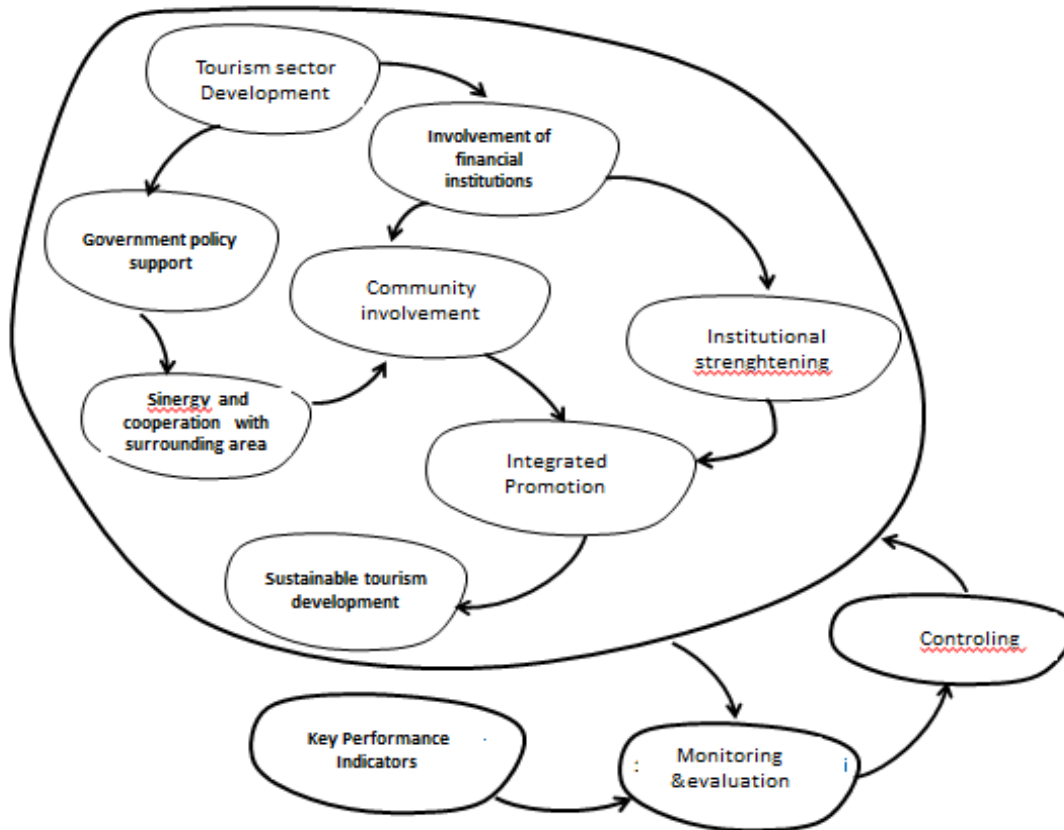 Tourism sector
Development
Involvement of
financial
institutions
Government policy
support
Community
involvement
Institutional
strenghtening
Sinergy and
cooperation with
surrounding area
Integrated
Promotion
Sustainable tourism
development
Controling
Key Performance
Indicators
: Monitoring i
&evaluation